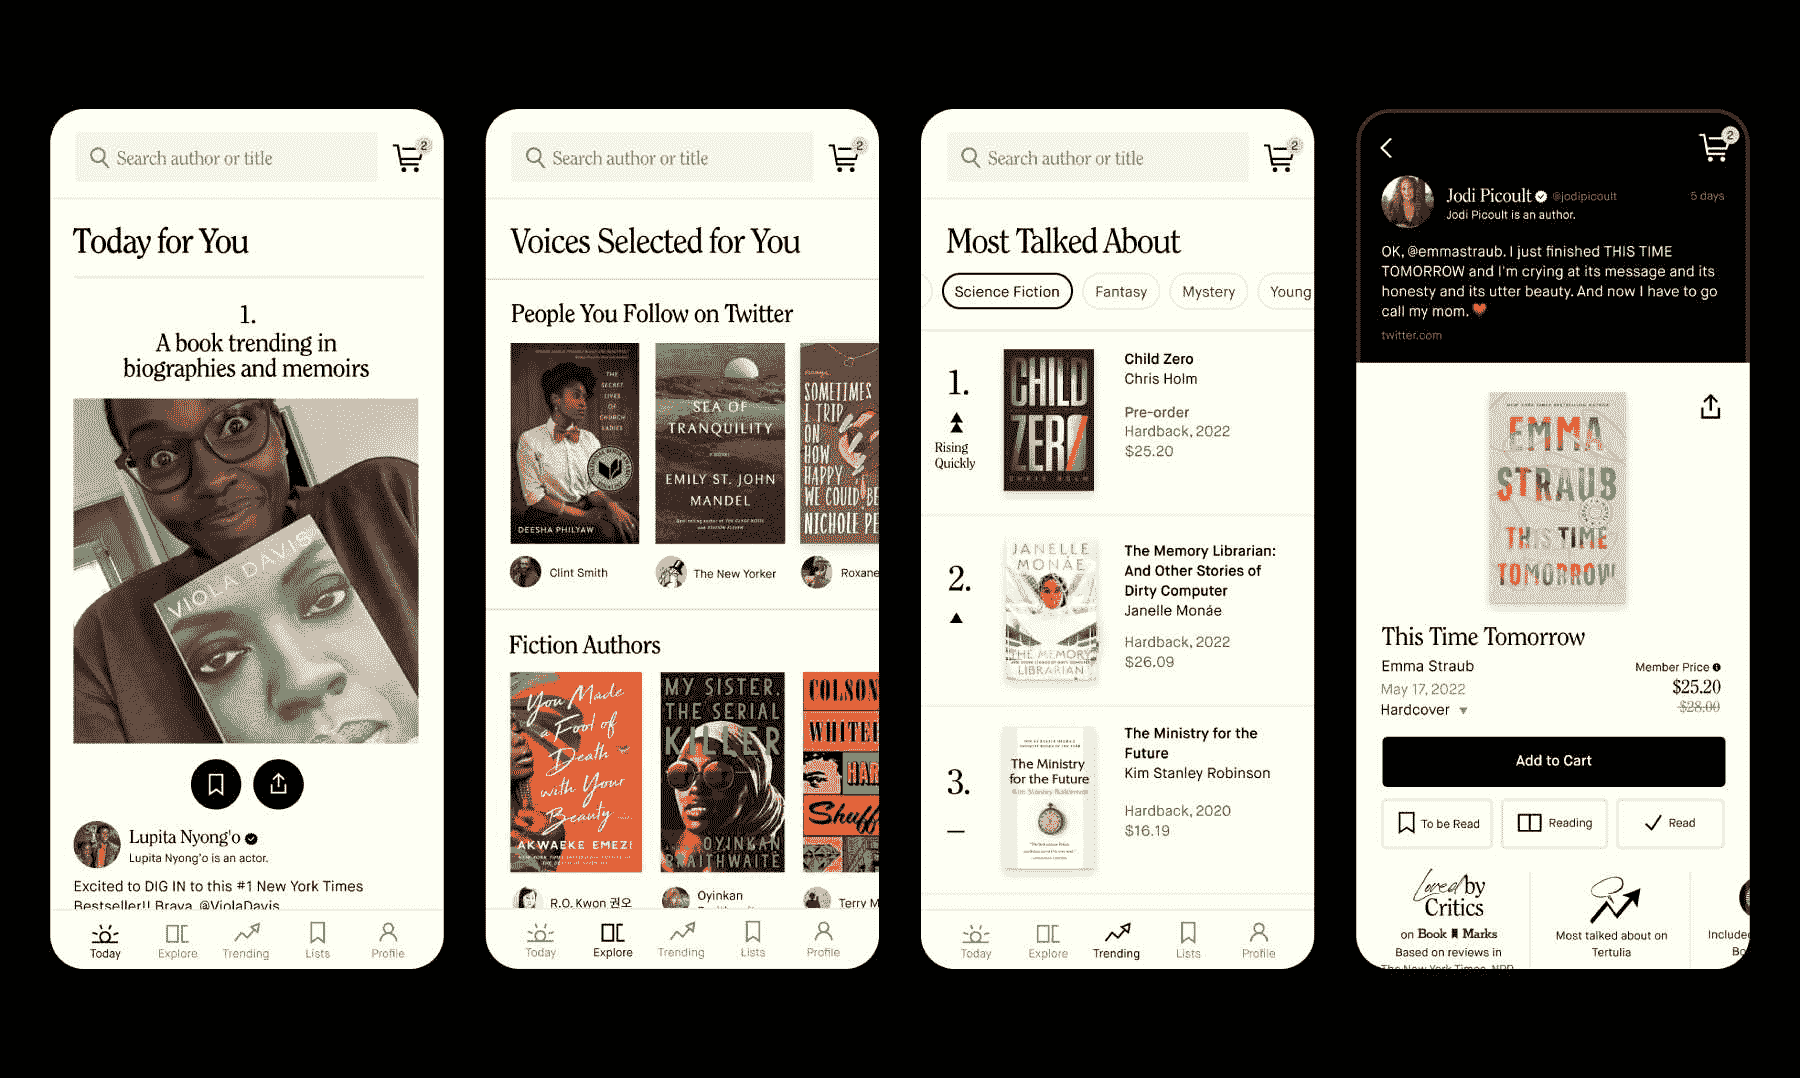 Search author or title
2
Today for You
1.
A book trending in
biographies and memoirs
VIOLA DAVIS
Lupita Nyong'o
Lupita Nyong'o is an actor.
Excited to DIG IN to this #1 New York Times
Bestseller!! Brava, @ViolaDavis
Today
Explore
Trending
Lists
Profile
Search author or title
2
Voices Selected for You
People You Follow on Twitter
THE
SECRET
LIVES
OF
CHURCH
LADIES
DEESHA PHILYAW
SEA OF
TRANQUILITY
A NOVEL
EMILY ST. JOHN
MANDEL
SOMETIMES
I TRIP
ON
HOW
HAPPY
WE COULD BE
NICHOLE PE
Clint Smith
The New Yorker
Roxane
Fiction Authors
You Made
a Fool of
Death
with Your
Beauty
AKWAEKE EMEZI
MY SISTER,
THE SERIAL
KILLER
OYINKAN
BRAITHWAITE
COLSON
WHITE
HAR
Shuff
R.O. Kwon 권오
Oyinkan
Terry M
Today
Explore
Trending
Lists
Profile
Search author or title
2
Most Talked About
Science Fiction
Fantasy
Mystery
Young
1.
Rising
Quickly
CHILD
ZERO
CHRIS HOLM
Child Zero
Chris Holm
Pre-order
Hardback, 2022
$25.20
2.
JANELLE
MONÁE
THE MEMORY
LIBRARIAN
The Memory Librarian:
And Other Stories of
Dirty Computer
Janelle Monáe
Hardback, 2022
$26.09
3.
The Ministry
for the Future
Kim Stanley Robinson
The Ministry for the
Future
Kim Stanley Robinson
Hardback, 2020
$16.19
Today
Explore
Trending
Lists
Profile
2
Jodi Picoult @jodipicoult 5 days
Jodi Picoult is an author.
OK, @emmastraub. I just finished THIS TIME
TOMORROW and I'm crying at its message and its
honesty and its utter beauty. And now I have to go
call my mom.
twitter.com
EMMA
STRAUB
THIS TIME
TOMORROW
This Time Tomorrow
Emma Straub
May 17, 2022
Hardcover
Member Price
$25.20
$28.00
Add to Cart
To be Read
Reading
Read
Loved by
Critics
on Book Marks
Based on reviews in
The New York Times, NPR
Most talked about on
Tertulia
Include
Bo